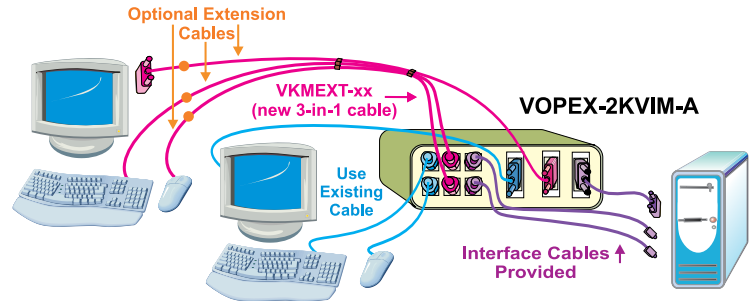 Optional Extension
Cables
VKMEXT-xx
(new 3-in-1 cable)
VOPEX-2KVIM-A
Use
Existing
Cable
Interface Cables
Provided